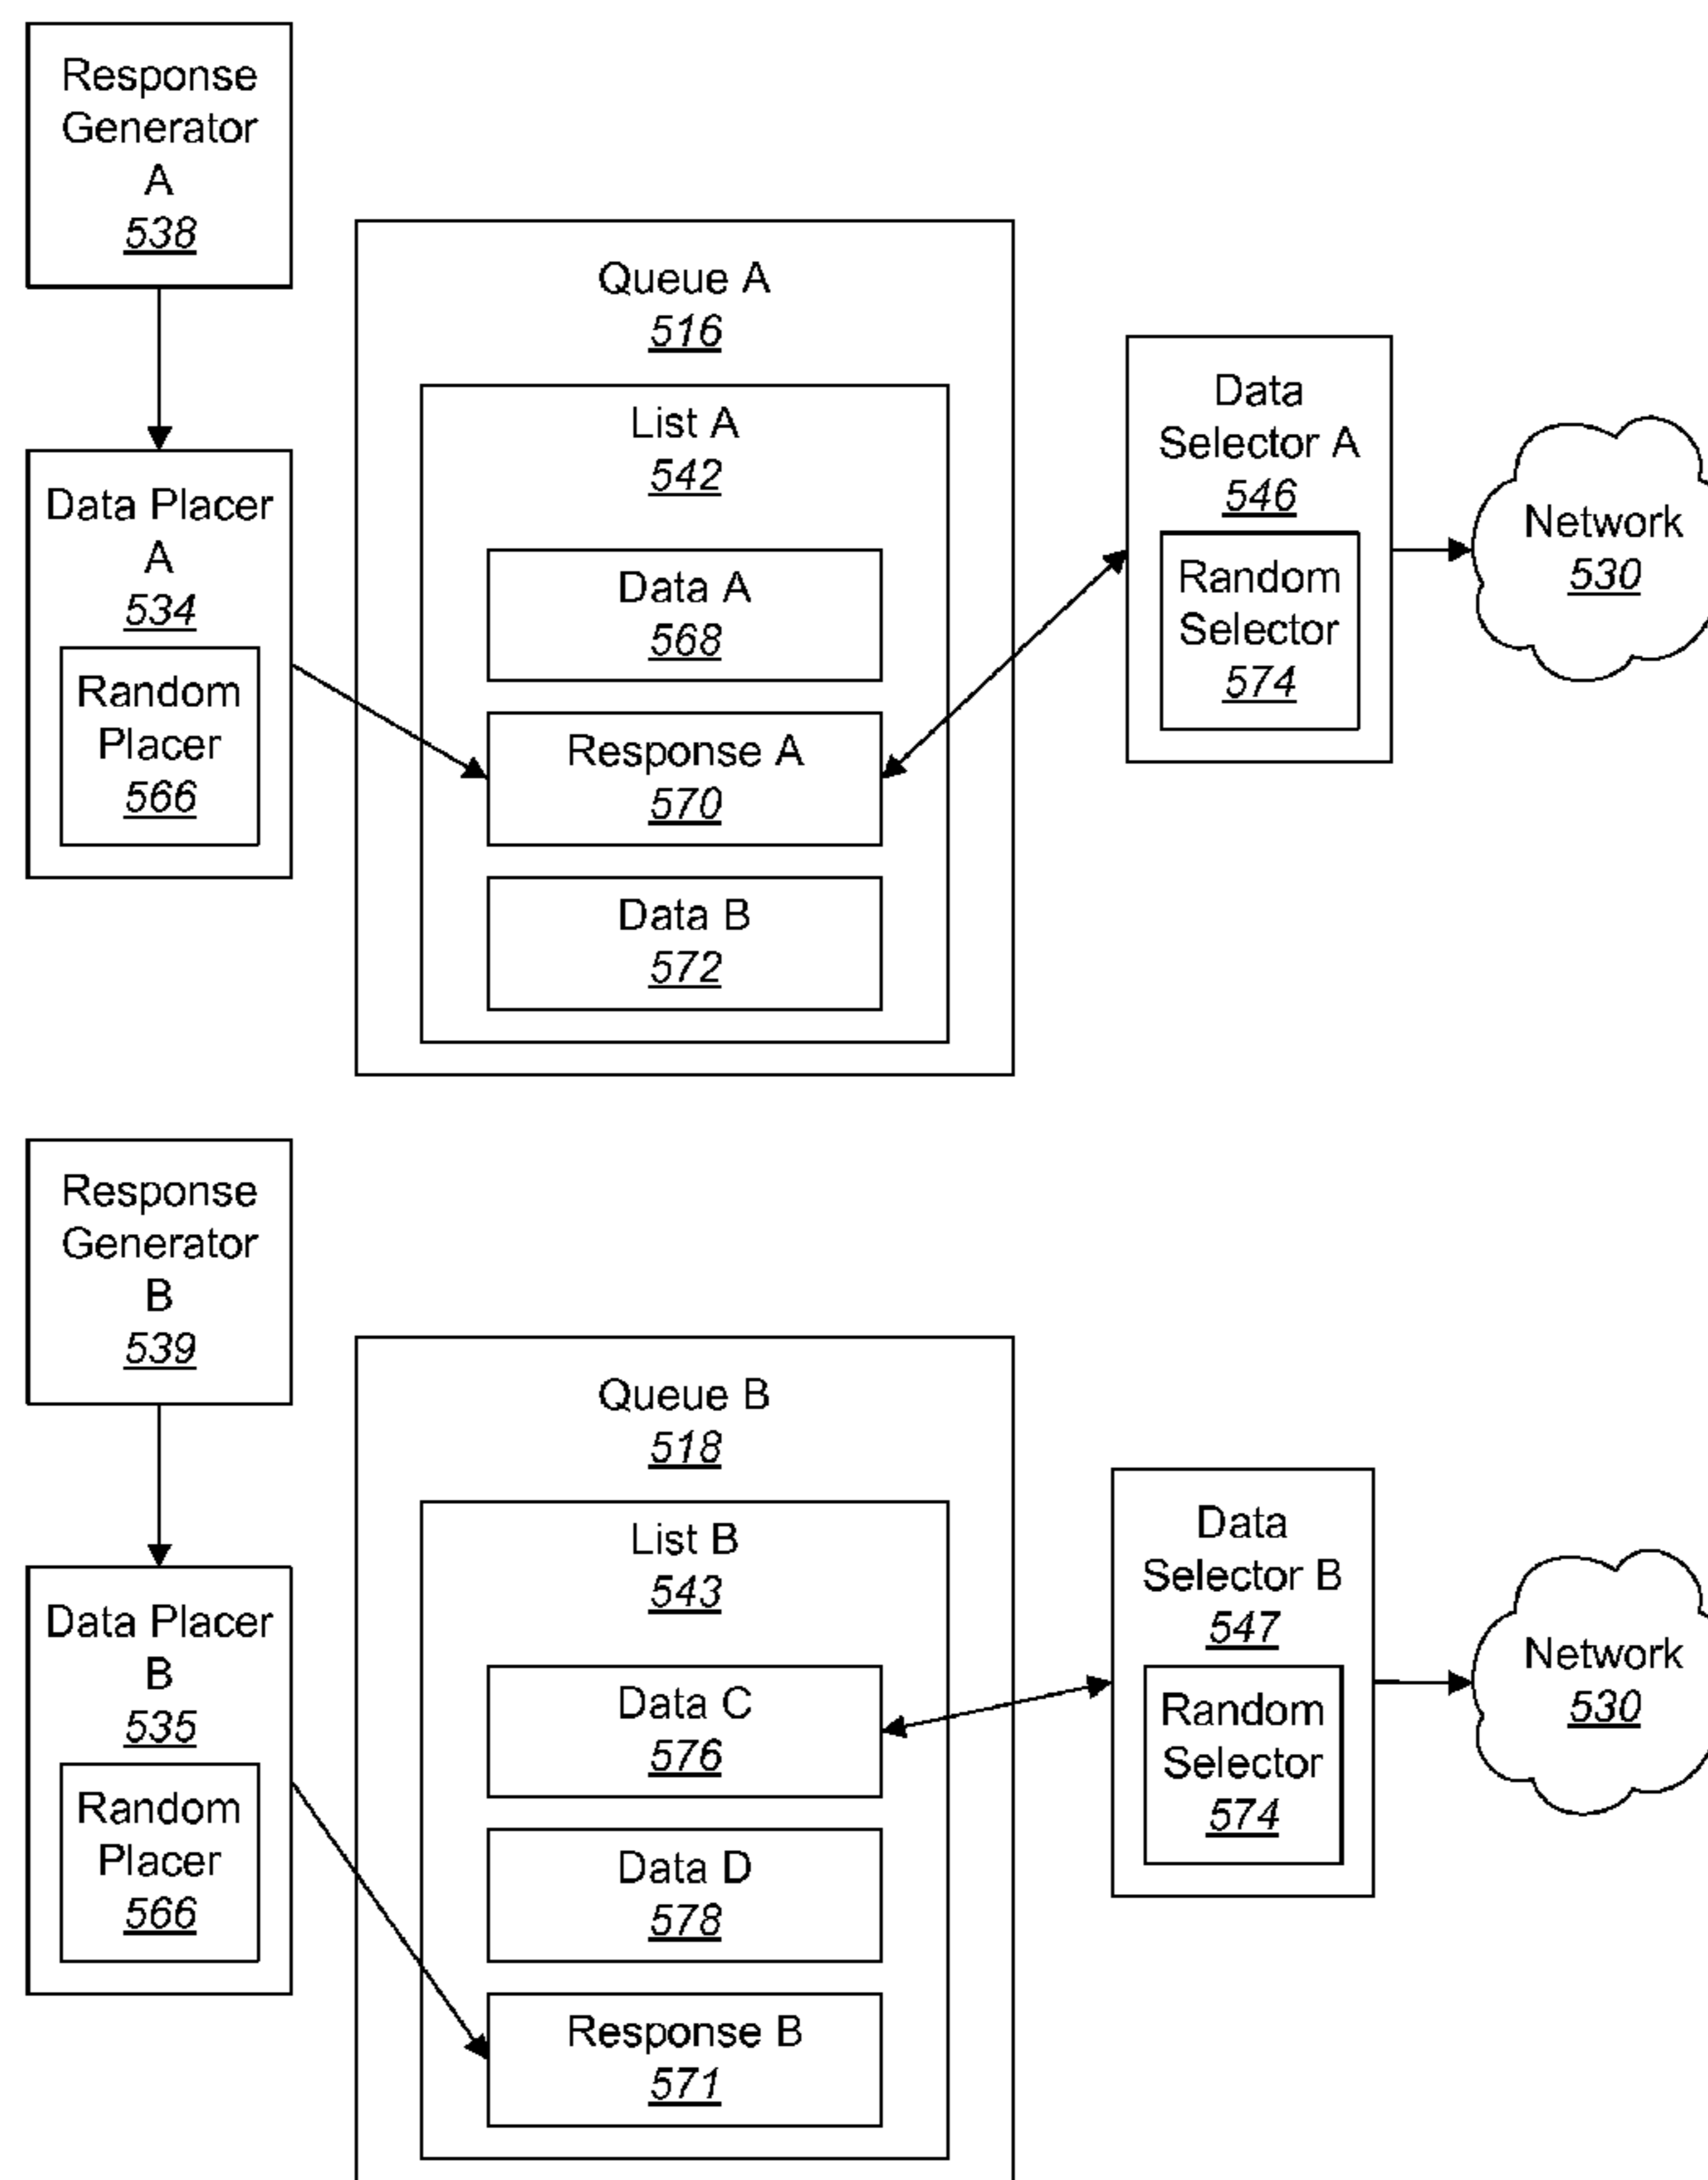 Response
Generator
A
538
Data Placer
A
534
Random
Placer
566
Queue A
516
List A
542
Data A
568
Response A
570
Data B
572
Data
Selector A
546
Random
Selector
574
Network
530
Response
Generator
B
539
Data Placer
B
535
Random
Placer
566
Queue B
518
List B
543
Data C
576
Data D
578
Response B
571
Data
Selector B
547
Random
Selector
574
Network
530